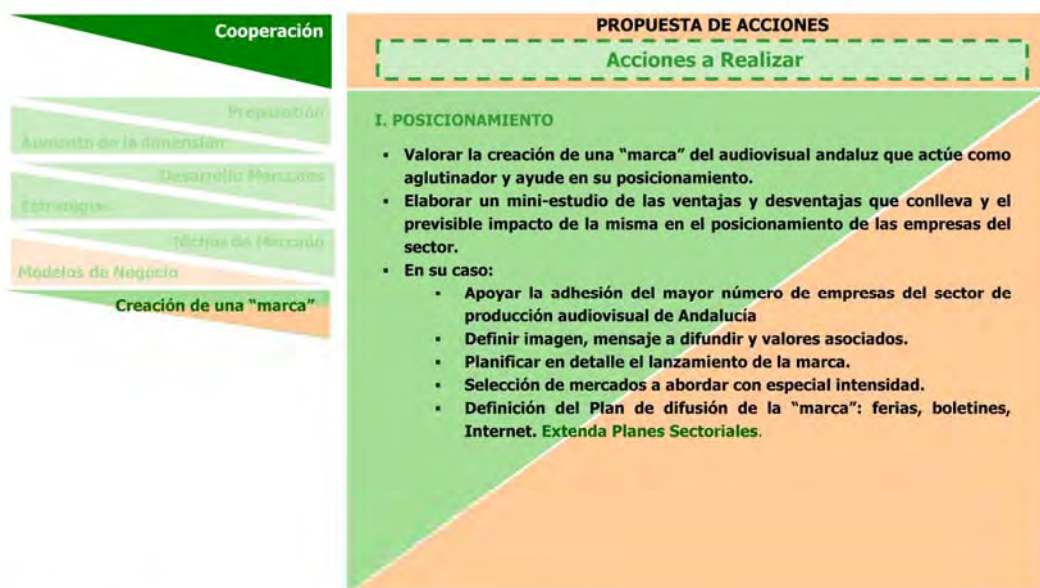 Cooperación
Preparación
Aumento de la dimensión
Desarrollo Mercados
Estrategias
Nichos de Mercado
Modelos de Negocio
Creación de una “marca”
PROPUESTA DE ACCIONES
Acciones a Realizar
I. POSICIONAMIENTO
▪ Valorar la creación de una “marca” del audiovisual andaluz que actúe como
aglutinador y ayude en su posicionamiento.
▪ Elaborar un mini-estudio de las ventajas y desventajas que conlleva y el
previsible impacto de la misma en el posicionamiento de las empresas del
sector.
▪ En su caso:
▪ Apoyar la adhesión del mayor número de empresas del sector de
producción audiovisual de Andalucía
▪ Definir imagen, mensaje a difundir y valores asociados.
▪ Planificar en detalle el lanzamiento de la marca.
▪ Selección de mercados a abordar con especial intensidad.
▪ Definición del Plan de difusión de la “marca”: ferias, boletines,
Internet. Extenda Planes Sectoriales.